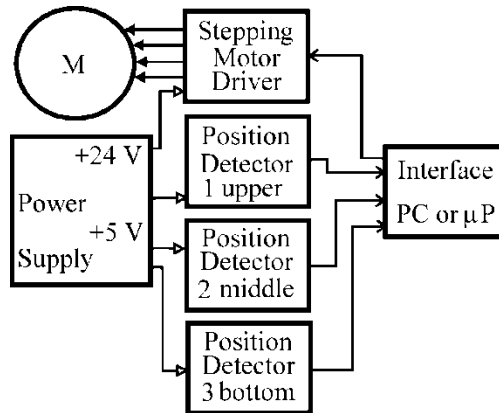 M
Stepping
Motor
Driver
+24 V
Power
+5 V
Supply
Position
Detector
1 upper
Position
Detector
2 middle
Position
Detector
3 bottom
Interface
PC or µP